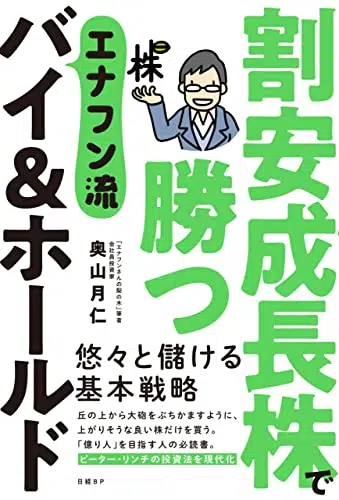 割安成長株で
勝つ
エナフン流
バイ&ホールド
株
「エナフンさんの梨の木」筆者
会社員投資家
奥山月仁
悠々と儲ける
基本戦略
丘の上から大砲をぶちかますように、
上がりそうな良い株だけを買う。
「億り人」を目指す人の必読書。
ピーター・リンチの投資法を現代化
日経BP